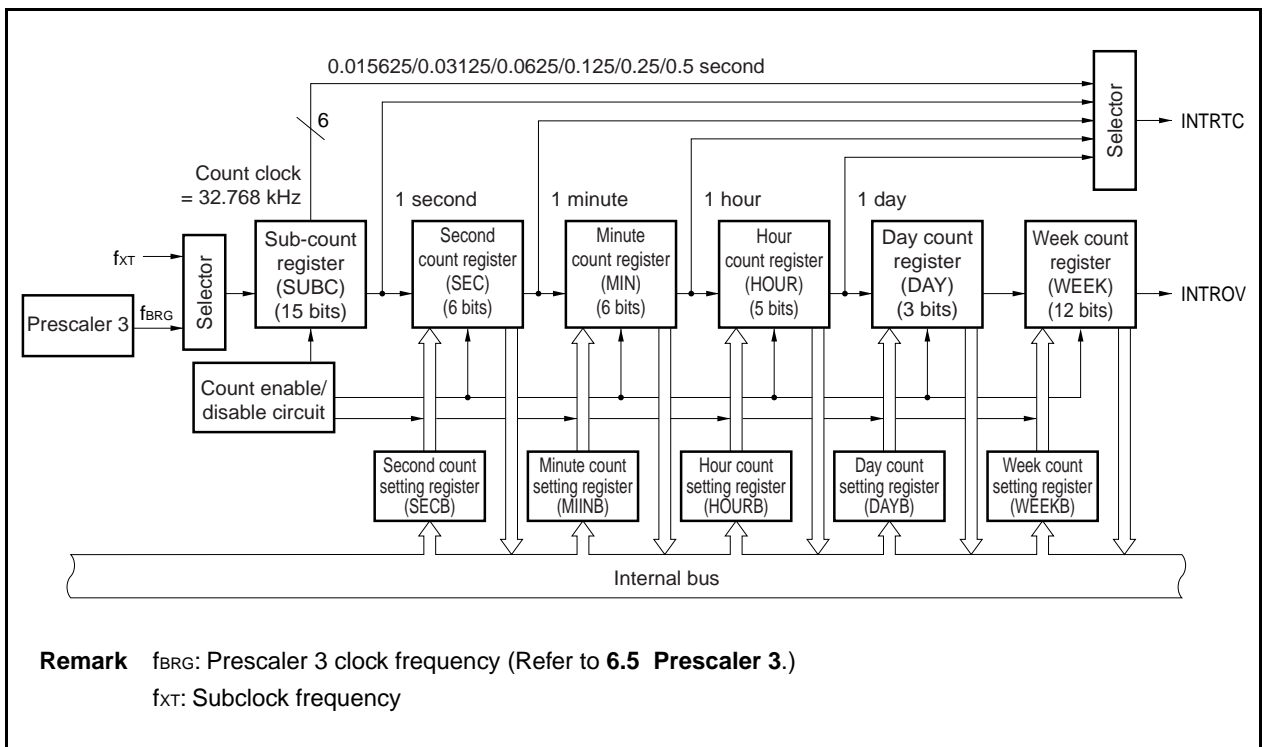 0.015625/0.03125/0.0625/0.125/0.25/0.5 second
6
Selector
INTRTC
Count clock
= 32.768 kHz
1 second
1 minute
1 hour
1 day
fXT
Prescaler 3
fBRG
Selector
Sub-count
register
(SUBC)
(15 bits)
Second
count register
(SEC)
(6 bits)
Minute
count register
(MIN)
(6 bits)
Hour
count register
(HOUR)
(5 bits)
Day count
register
(DAY)
(3 bits)
Week count
register
(WEEK)
(12 bits)
INTROV
Count enable/
disable circuit
Second count
setting register
(SECB)
Minute count
setting register
(MIINB)
Hour count
setting register
(HOURB)
Day count
setting register
(DAYB)
Week count
setting register
(WEEKB)
Internal bus
Remark fBRG: Prescaler 3 clock frequency (Refer to 6.5 Prescaler 3.)
fXT: Subclock frequency